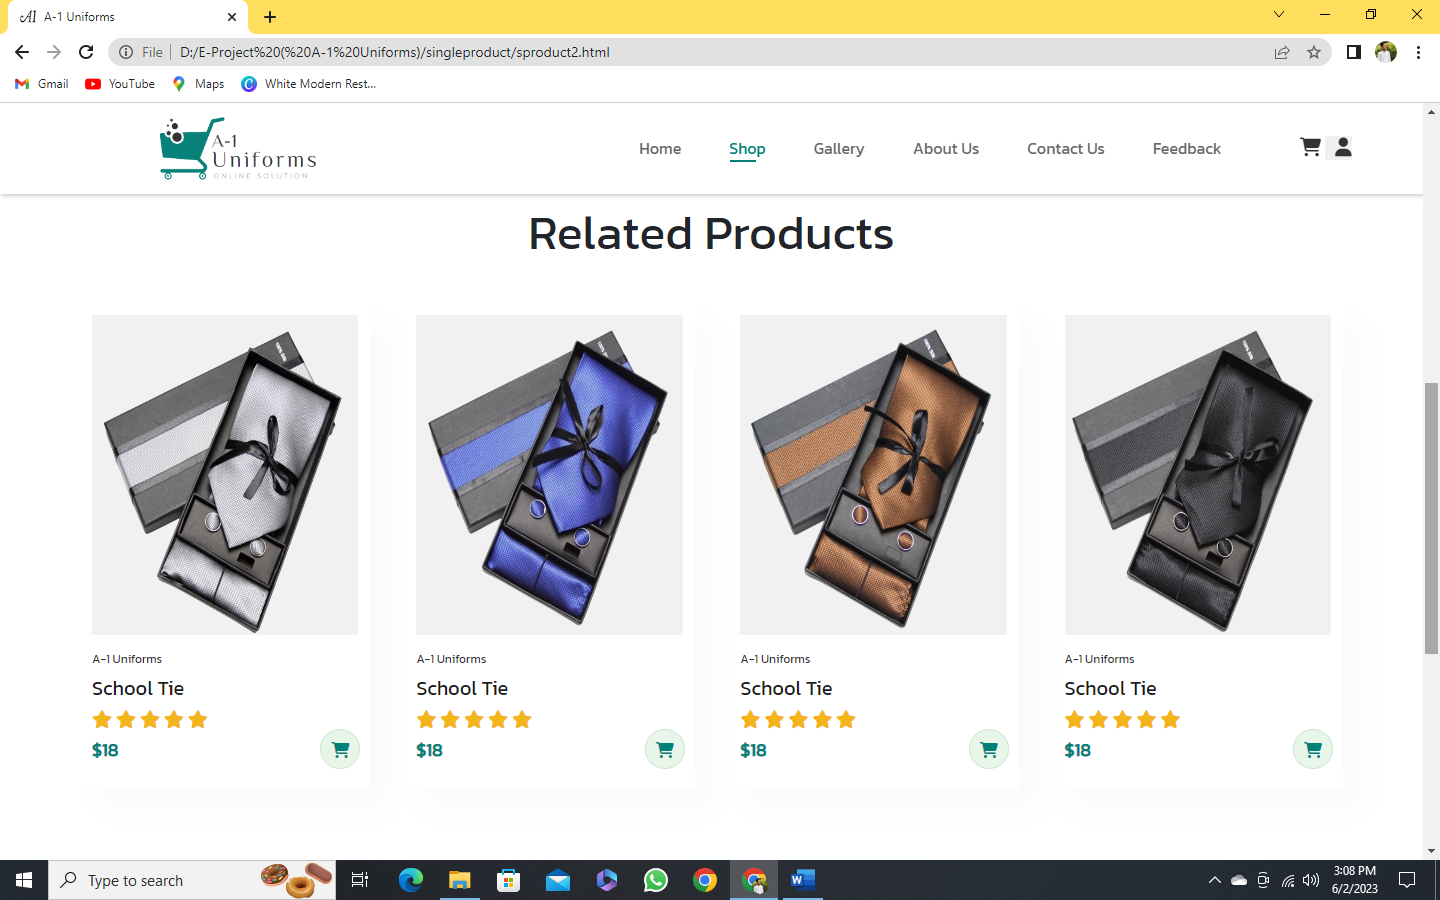 A1 A-1 Uniforms
File D:/E-Project%20(%20A-1%20Uniforms)/singleproduct/sproduct2.html
Gmail YouTube Maps White Modern Rest...
A-1
Uniforms
ONLINE SOLUTION
Home Shop Gallery About Us Contact Us Feedback
Related Products
A-1 Uniforms A-1 Uniforms A-1 Uniforms A-1 Uniforms
School Tie School Tie School Tie School Tie
$18 $18 $18 $18
Type to search
3:08 PM
6/2/2023